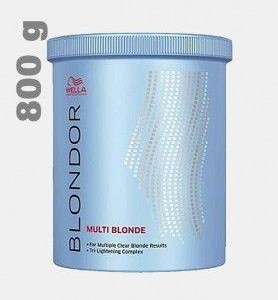 800 g
WELLA
BLONDOR
MULTI BLONDE
• For Multiple Clear Blonde Results
• Tri-Lightening Complex